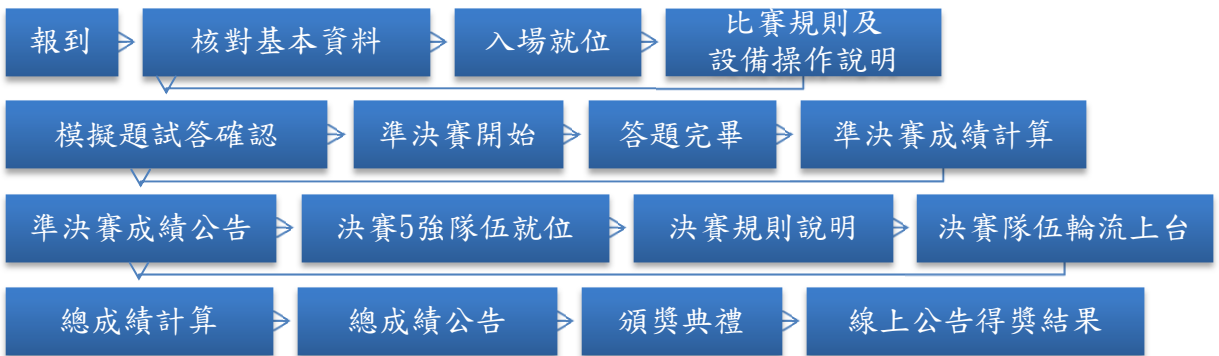 報到
核對基本資料
入場就位
比賽規則及
設備操作說明
模擬題試答確認
準決賽開始
答題完畢
準決賽成績計算
準決賽成績公告
決賽5強隊伍就位
決賽規則說明
決賽隊伍輪流上台
總成績計算
總成績公告
頒獎典禮
線上公告得獎結果